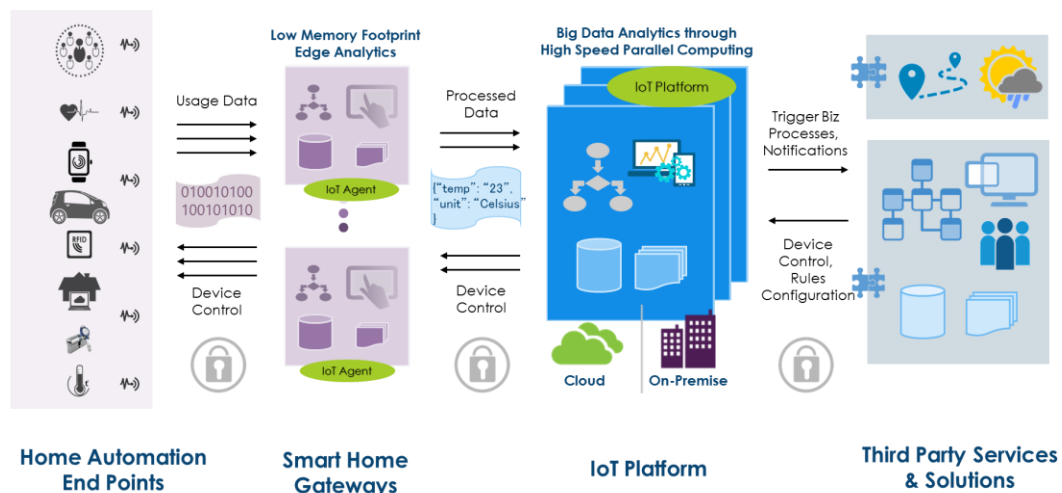 Low Memory Footprint
Edge Analytics
Big Data Analytics through
High Speed Parallel Computing
IoT Platform
Usage Data
Processed
Data
Trigger Biz
Processes,
Notifications
010010100
100101010
IoT Agent
{"temp": "23",
"unit": "Celsius"
}
RFID
Device
Control
Device
Control
Device
Control,
Rules
Configuration
IoT Agent
Cloud
On-Premise
Home Automation
End Points
Smart Home
Gateways
IoT Platform
Third Party Services
& Solutions